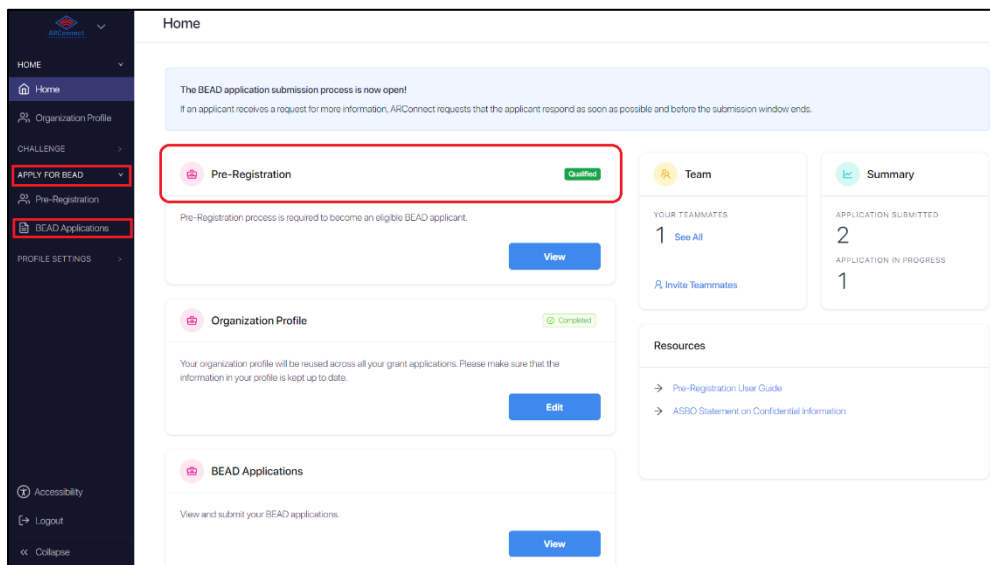 ARConnect
HOME
Home
Organization Profile
CHALLENGE
APPLY FOR BEAD
Pre-Registration
BEAD Applications
PROFILE SETTINGS
Accessibility
Logout
Collapse
Home
The BEAD application submission process is now open!
If an applicant receives a request for more information, ARConnect requests that the applicant respond as soon as possible and before the submission window ends.
Pre-Registration
Qualified
Pre-Registration process is required to become an eligible BEAD applicant.
View
Organization Profile
Completed
Your organization profile will be reused across all your grant applications. Please make sure that the
information in your profile is kept up to date.
Edit
BEAD Applications
View and submit your BEAD applications.
View
Team
YOUR TEAMMATES
1 See All
Invite Teammates
Summary
APPLICATION SUBMITTED
2
APPLICATION IN PROGRESS
1
Resources
Pre-Registration User Guide
ASBO Statement on Confidential Information